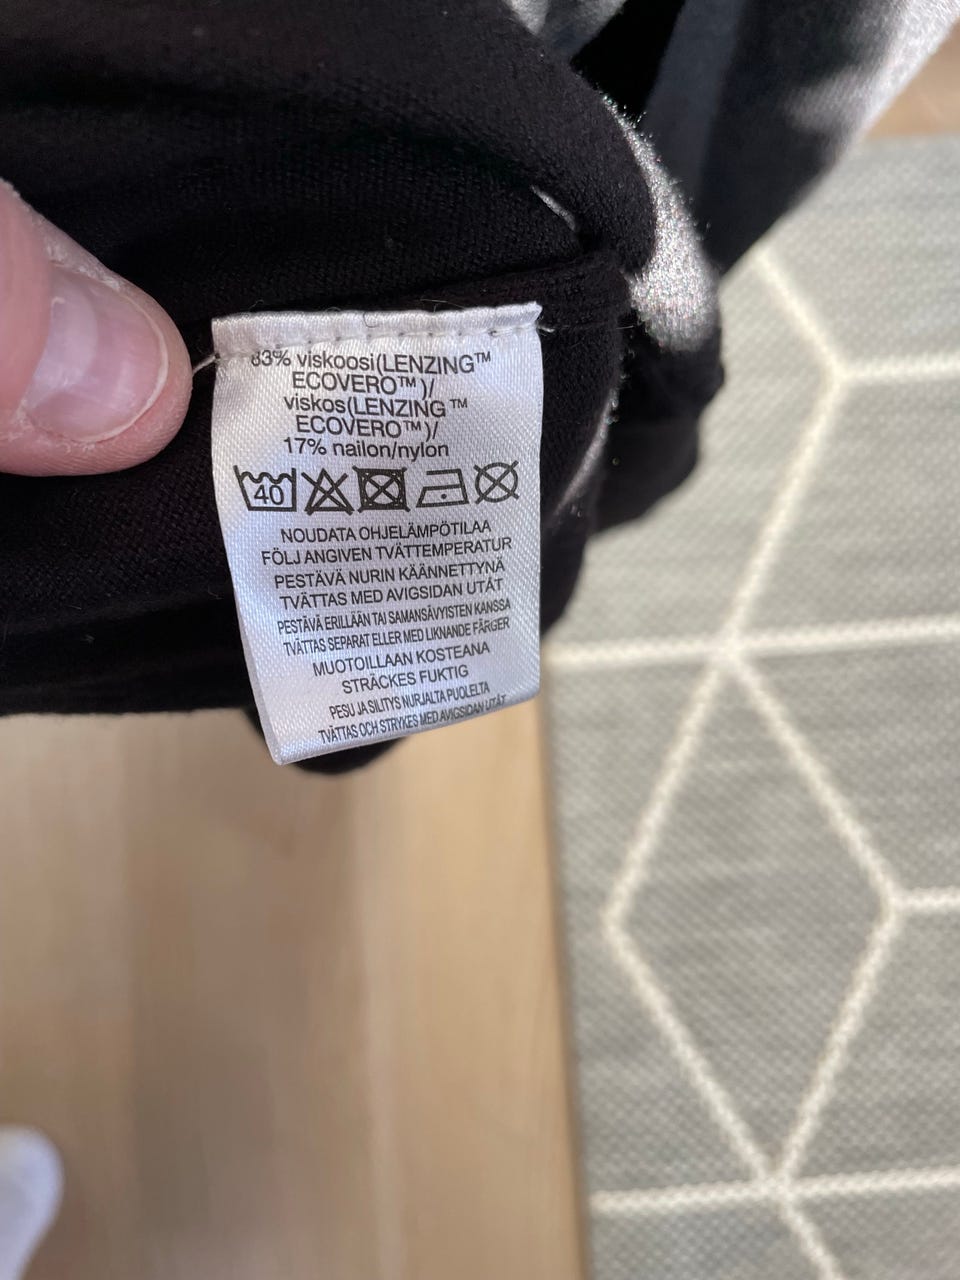 83% viskoosi(LENZING™
ECOVERO™)/
viskos(LENZING™
ECOVERO™)/
17% nailon/nylon
40
NOUDATA OHJELÄMPÖTILAA
FÖLJ ANGIVEN TVÄTTEMPERATUR
PESTÄVÄ NURIN KÄÄNNETTYNÄ
TVÄTTAS MED AVIGSIDAN UTÅT
PESTÄVÄ ERILLÄÄN TAI SAMANSÄVYISTEN KANSSA
TVÄTTAS SEPARAT ELLER MED LIKNANDE FÄRGER
MUOTOILLAAN KOSTEANA
STRÄCKES FUKTIG
PESU JA SILITYS NURJALTA PUOLELTA
TVÄTTAS OCH STRYKES MED AVIGSIDAN UTÅT